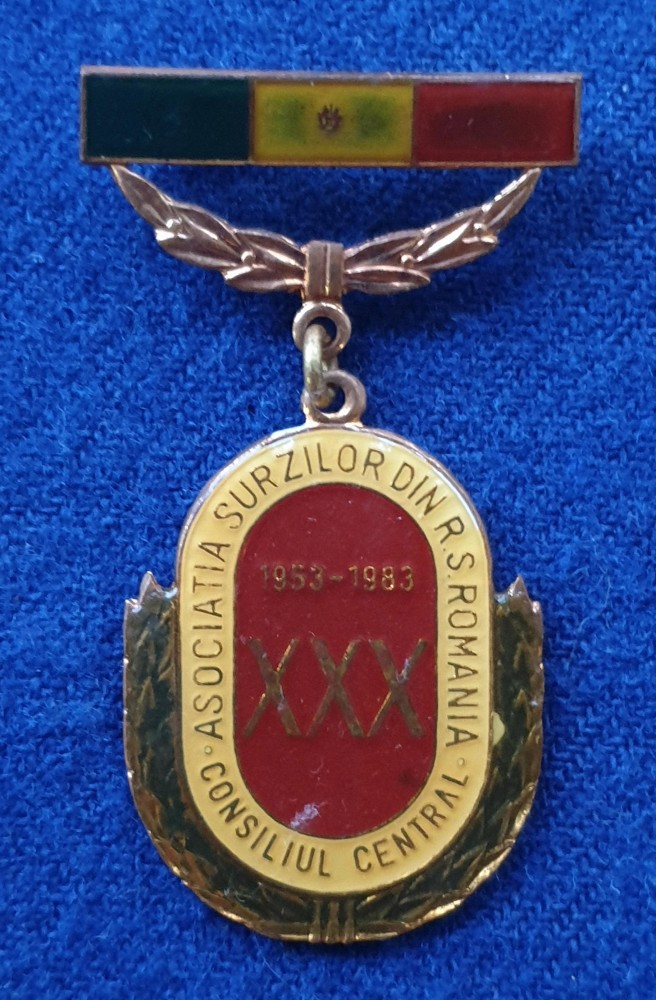 ASOCIATIA SURZILOR DIN R.S. ROMANIA
1953-1983
XXX
CONSILIUL CENTRAL